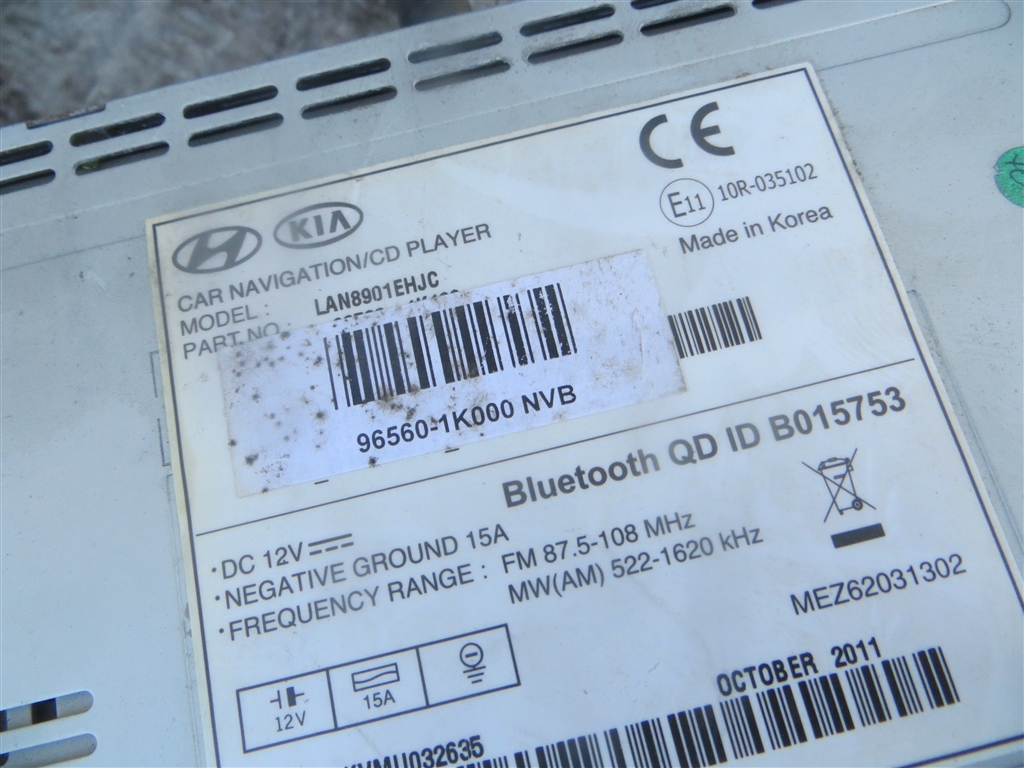 CE
E11 10R-035102
Made in Korea
KIA
CAR NAVIGATION/CD PLAYER
MODEL : LAN8901EHJC
PART NO
96560-1K000 NVB
Bluetooth QD ID B015753
·DC 12V
·NEGATIVE GROUND 15A
·FREQUENCY RANGE : FM 87.5-108 MHz
MW(AM) 522-1620 kHz
MEZ62031302
12V
15A
OCTOBER 2011